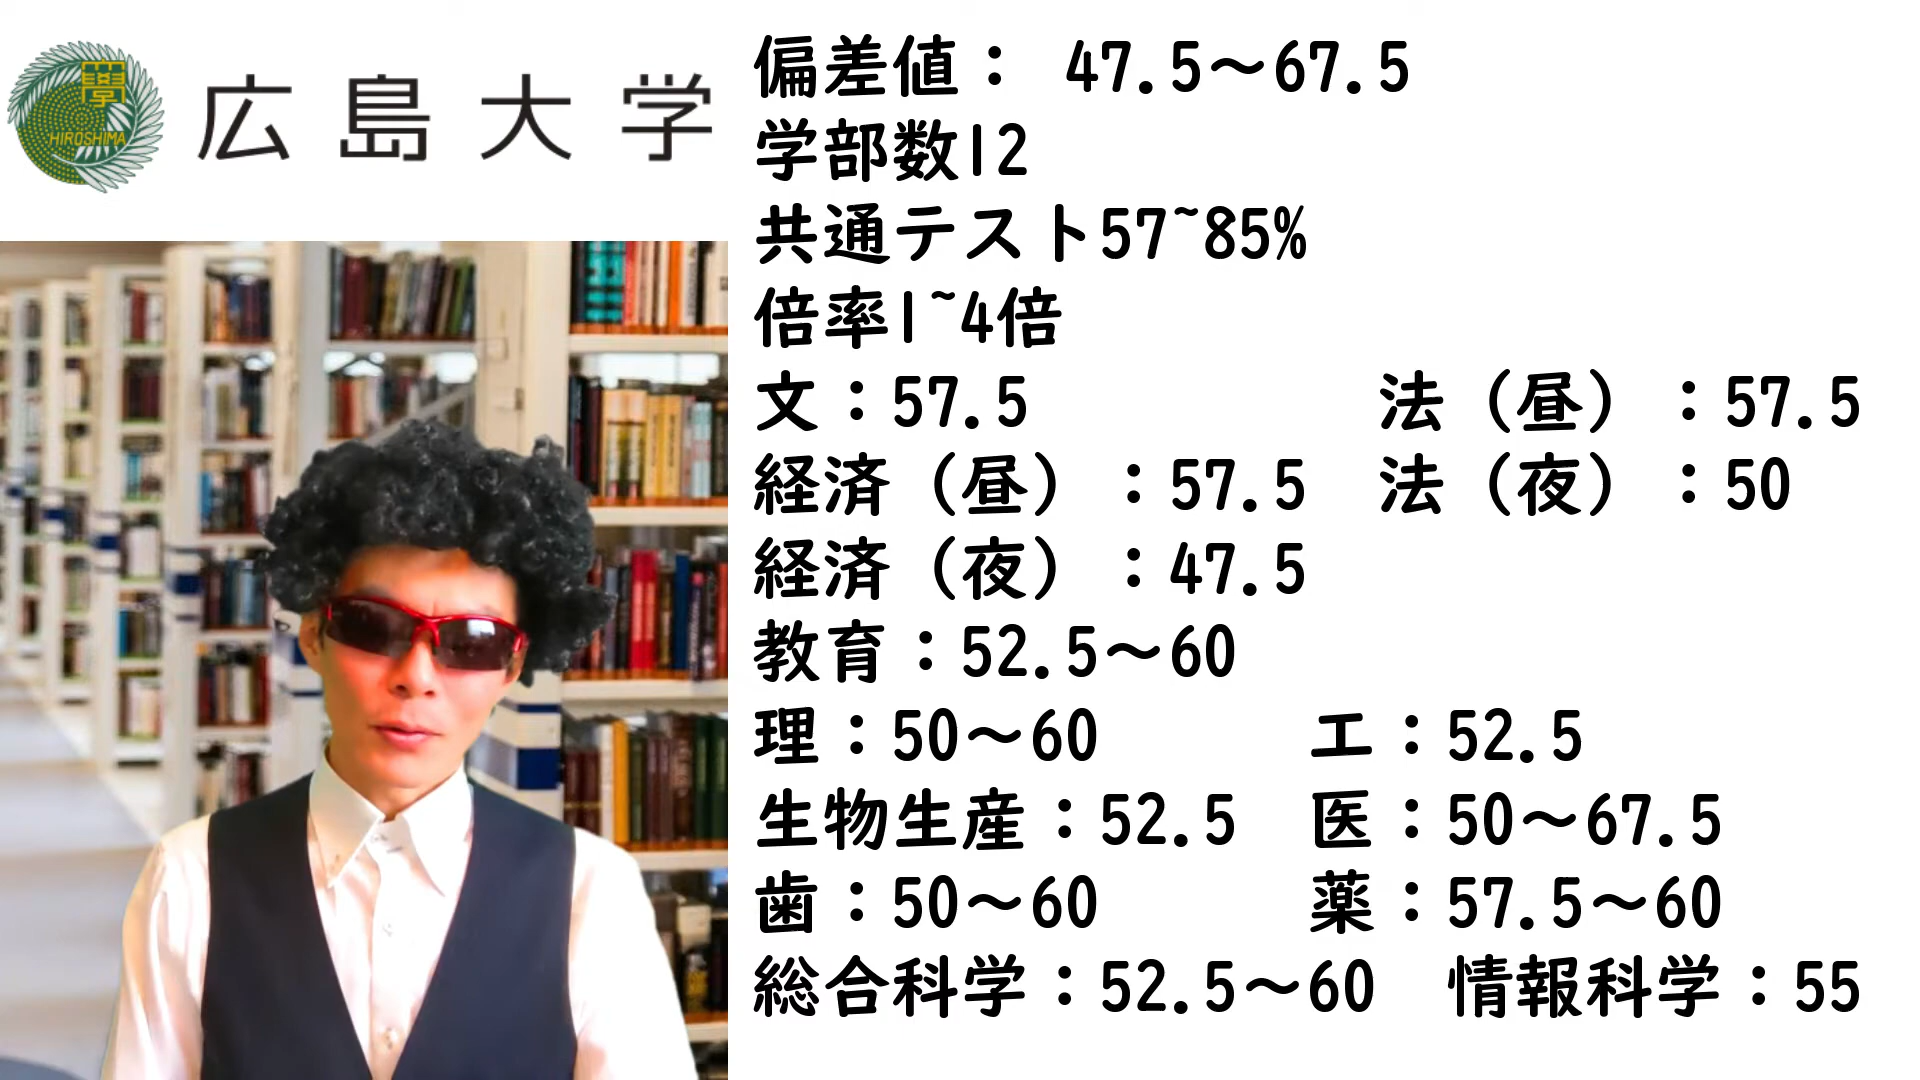 學
HIROSHIMA
広島大学
偏差値： 47.5～67.5
学部数12
共通テスト57~85%
倍率1~4倍
文：57.5 法（昼）：57.5
経済（昼）：57.5 法（夜）：50
経済（夜）：47.5
教育：52.5～60
理：50～60 工：52.5
生物生産：52.5 医：50～67.5
歯：50～60 薬：57.5～60
総合科学：52.5～60 情報科学：55